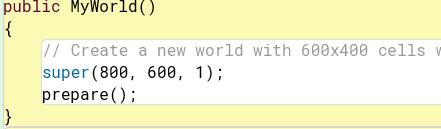 public MyWorld()
{
// Create a new world with 600x400 cells
super(800, 600, 1);
prepare();
}